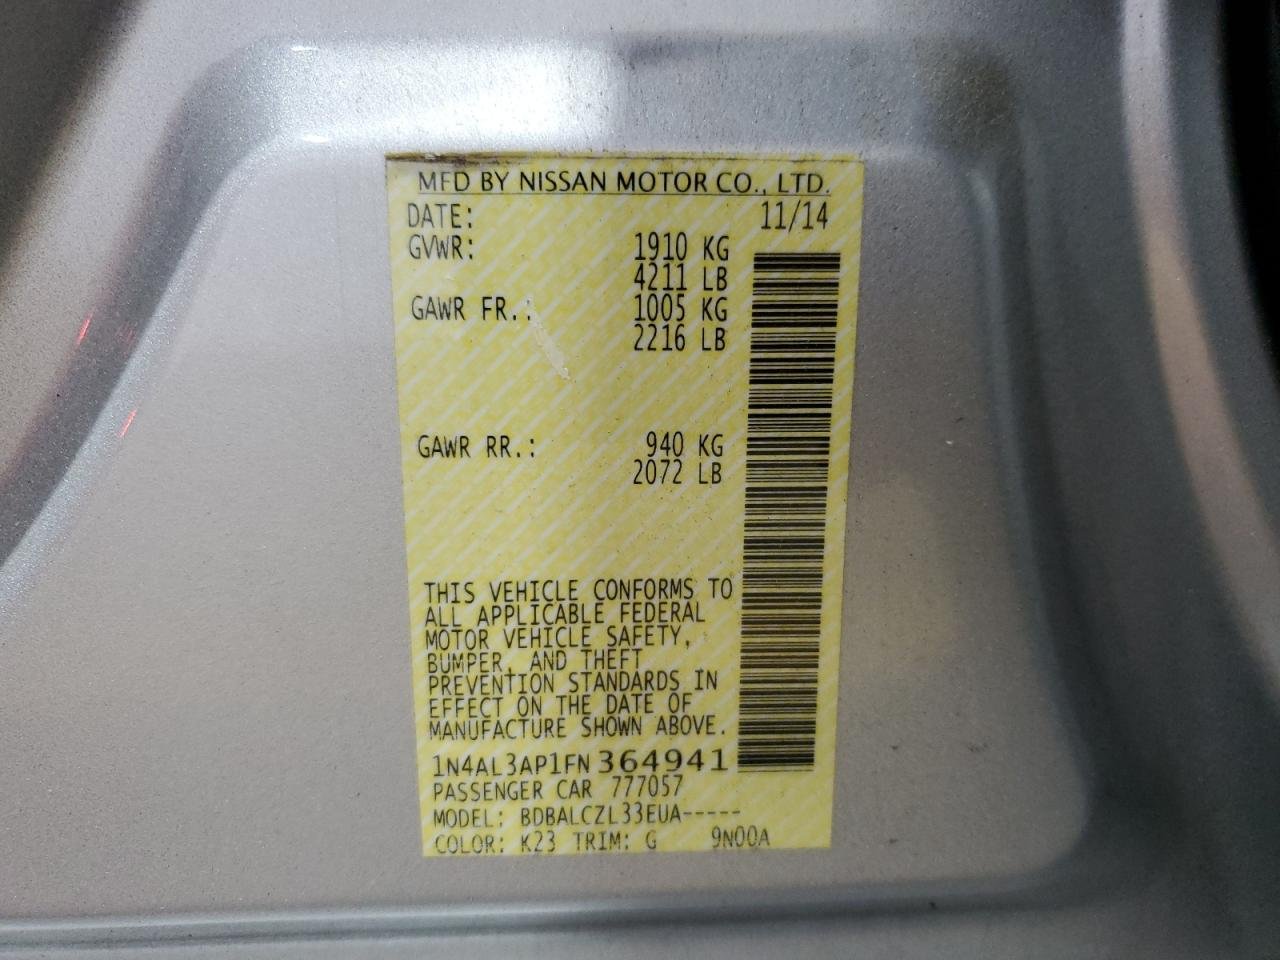 MFD BY NISSAN MOTOR CO., LTD.
DATE: 11/14
GVWR: 1910 KG
4211 LB
GAWR FR.: 1005 KG
2216 LB
GAWR RR.: 940 KG
2072 LB
THIS VEHICLE CONFORMS TO
ALL APPLICABLE FEDERAL
MOTOR VEHICLE SAFETY,
BUMPER, AND THEFT
PREVENTION STANDARDS IN
EFFECT ON THE DATE OF
MANUFACTURE SHOWN ABOVE.
1N4AL3AP1FN 364941
PASSENGER CAR 777057
MODEL: BDBALCZL33EUA-----
COLOR: K23 TRIM: G 9N00A